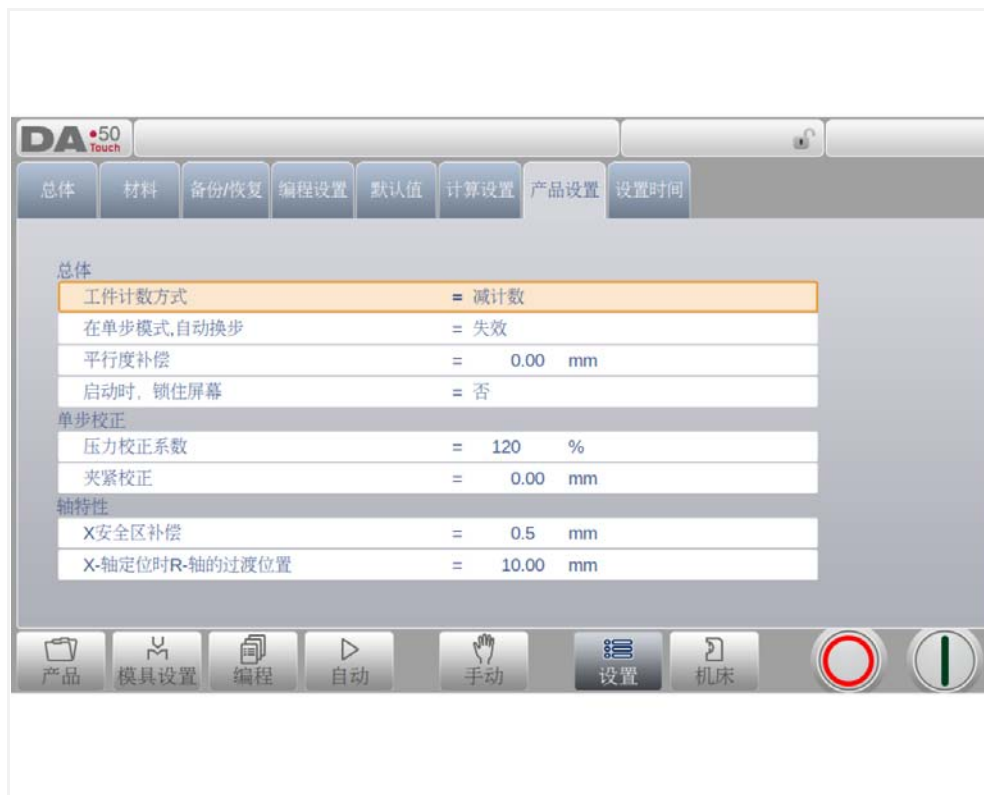 DA•50
Touch
总体 材料 备份/恢复 编程设置 默认值 计算设置 产品设置 设置时间
总体
工件计数方式 = 减计数
在单步模式,自动换步 = 失效
平行度补偿 = 0.00 mm
启动时，锁住屏幕 = 否
单步校正
压力校正系数 = 120 %
夹紧校正 = 0.00 mm
轴特性
X安全区补偿 = 0.5 mm
X-轴定位时R-轴的过渡位置 = 10.00 mm
产品 模具设置 编程 自动 手动 设置 机床